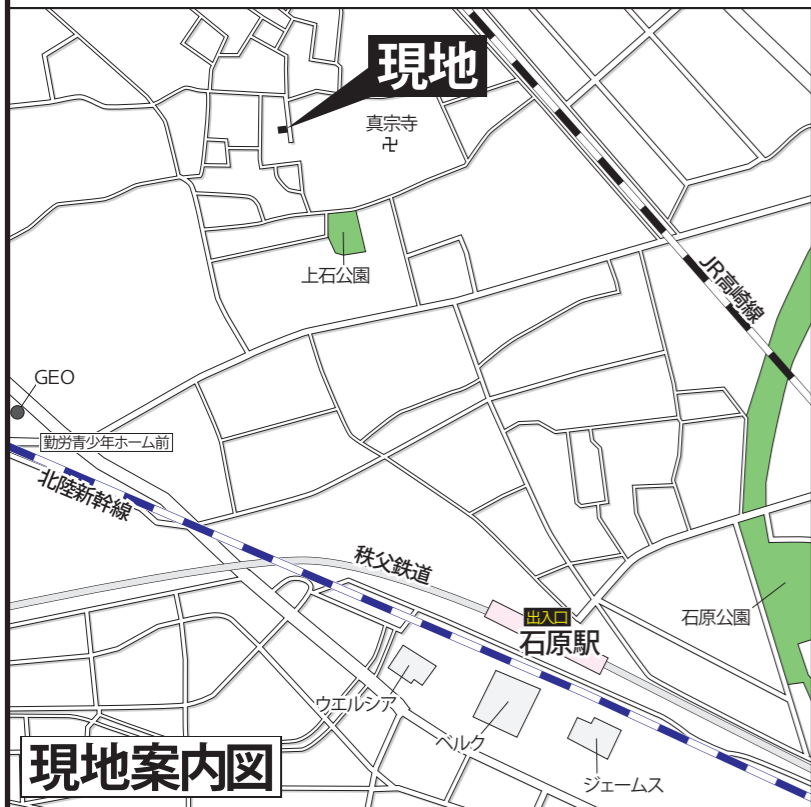 現地
真宗寺
卍
上石公園
JR高崎線
GEO
勤労青少年ホーム前
北陸新幹線
秩父鉄道
出入口
石原駅
石原公園
ウエルシア
ベルク
ジェームス
現地案内図